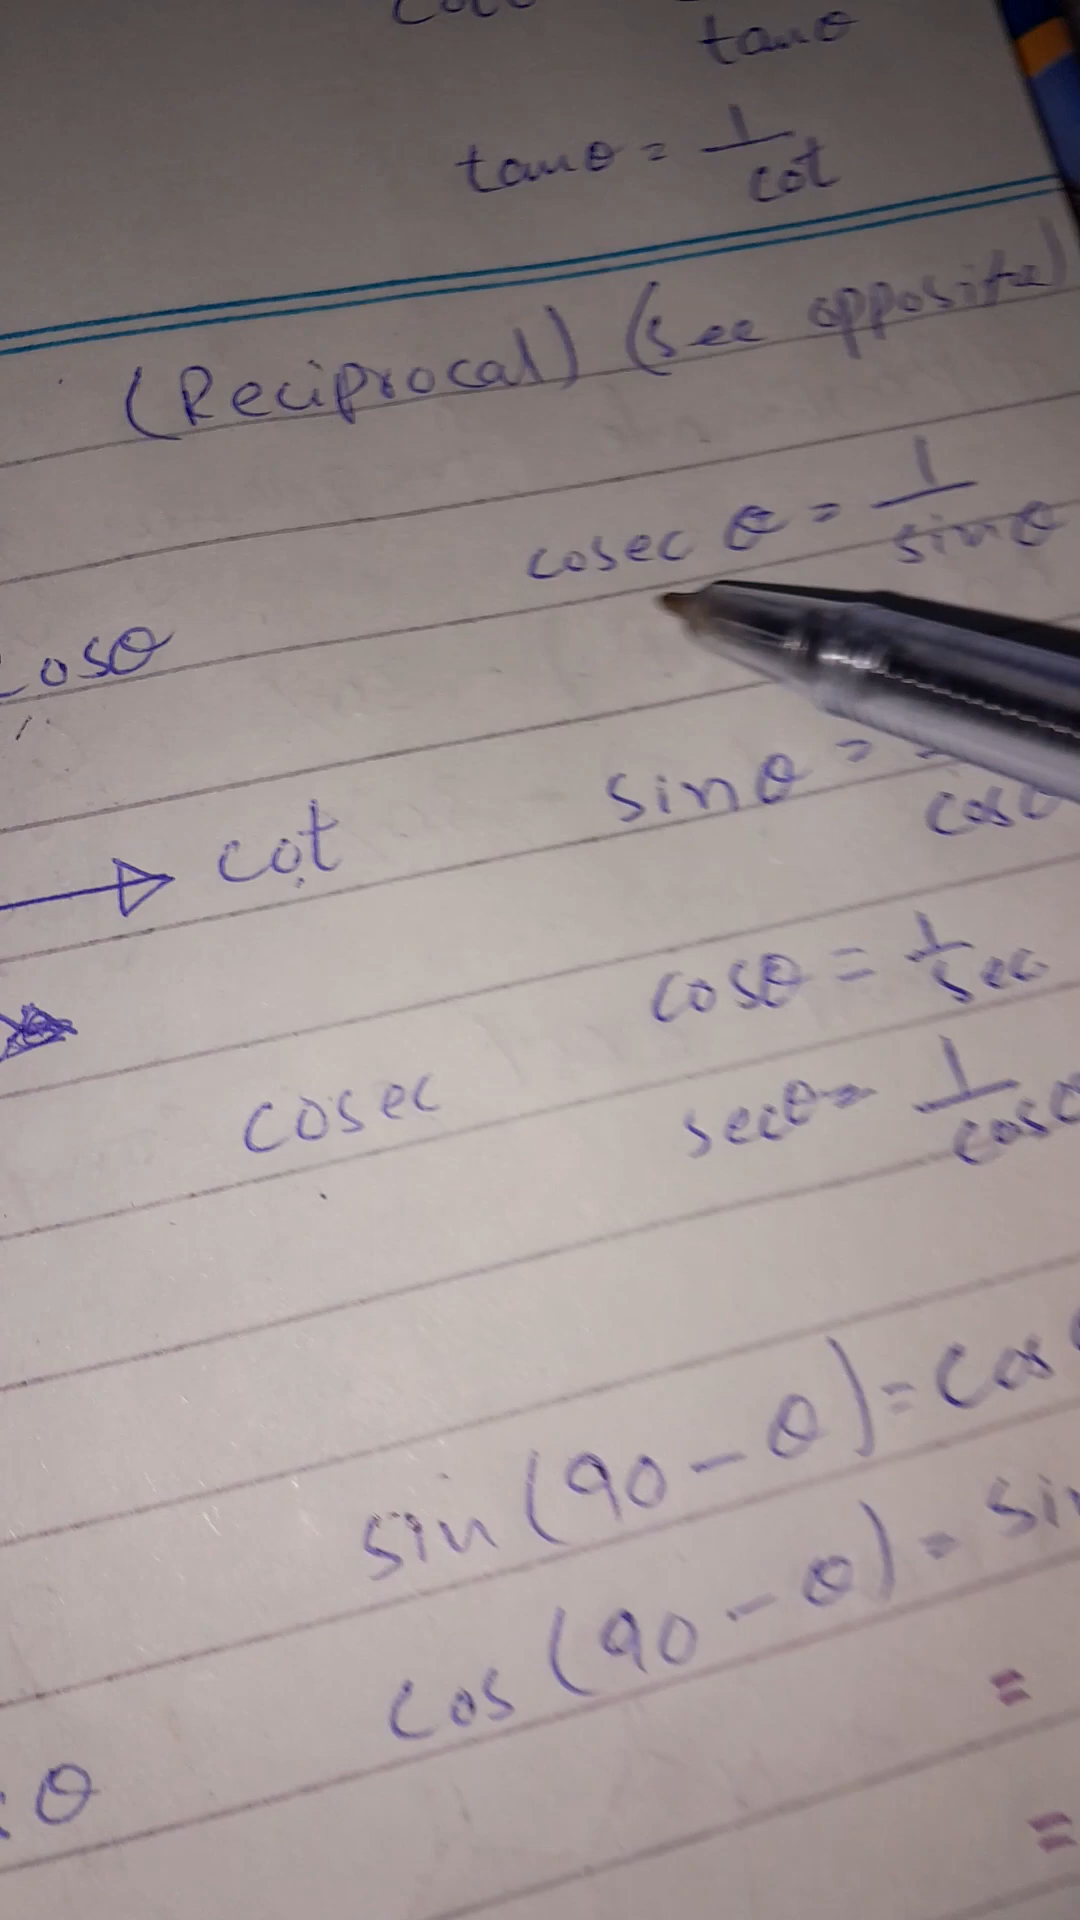 tanθ
tanθ = 1/cot
(Reciprocal) (see opposite)
cosec θ = 1/sinθ
cosθ
cot
sinθ =
cosθ = 1/sec
cosec
secθ = 1/cosθ
sin(90-θ)=cos
cos(90-θ)=
=
θ
=